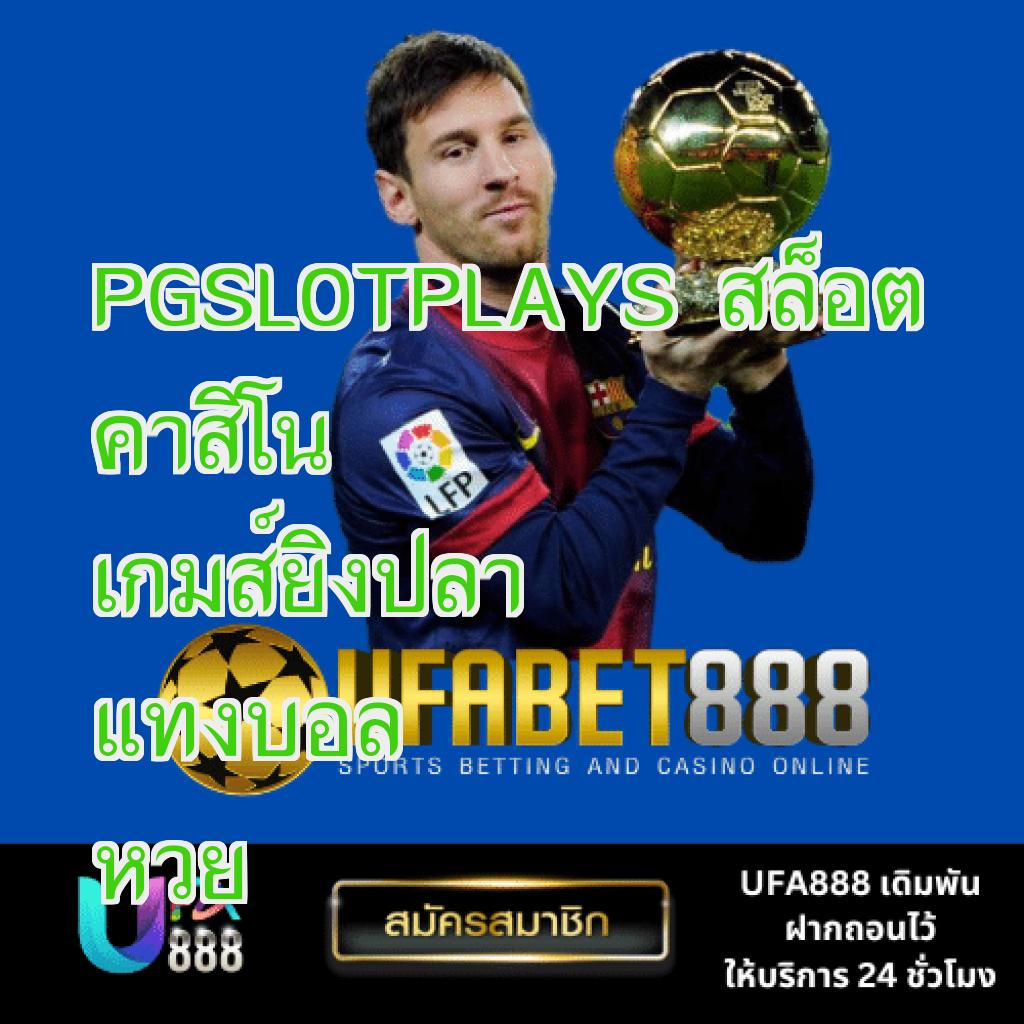 PGSLOTPLAYS สล็อต
คาสิโน
LFP
เกมส์ยิงปลา
UFABET888
แทงบอล
SPORTS BETTING AND CASINO ONLINE
หวย
888
สมัครสมาชิก
UFA888 เดิมพัน
ฝากถอนไว้
ให้บริการ 24 ชั่วโมง